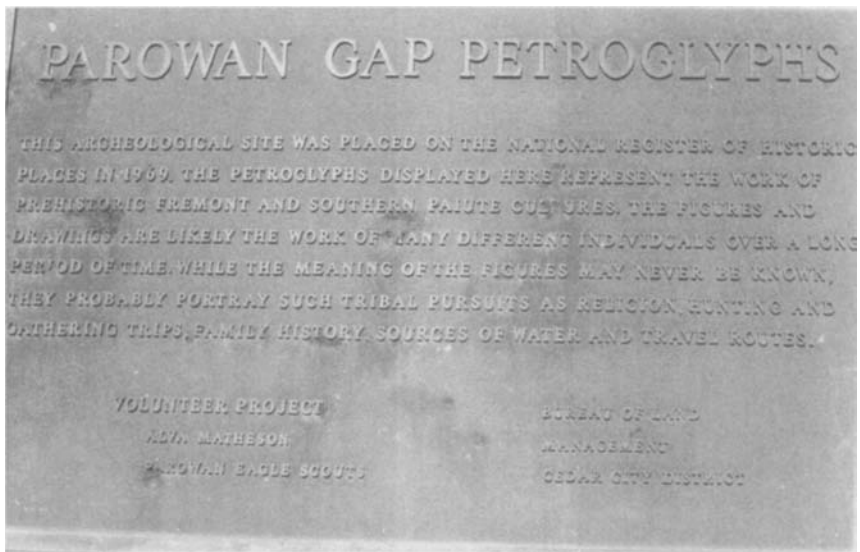 PAROWAN GAP PETROGLYPHS
THIS ARCHEOLOGICAL SITE WAS PLACED ON THE NATIONAL REGISTER OF HISTORIC
PLACES IN 1969. THE PETROGLYPHS DISPLAYED HERE REPRESENT THE WORK OF
PREHISTORIC FREMONT AND SOUTHERN PAIUTE CULTURES. THE FIGURES AND
DRAWINGS ARE LIKELY THE WORK OF MANY DIFFERENT INDIVIDUALS OVER A LONG
PERIOD OF TIME. WHILE THE MEANING OF THE FIGURES MAY NEVER BE KNOWN,
THEY PROBABLY PORTRAY SUCH TRIBAL PURSUITS AS RELIGION, HUNTING AND
GATHERING TRIPS, FAMILY HISTORY, SOURCES OF WATER AND TRAVEL ROUTES.
VOLUNTEER PROJECT
ALVA MATHESON
PAROWAN EAGLE SCOUTS
BUREAU OF LAND
MANAGEMENT
CEDAR CITY DISTRICT